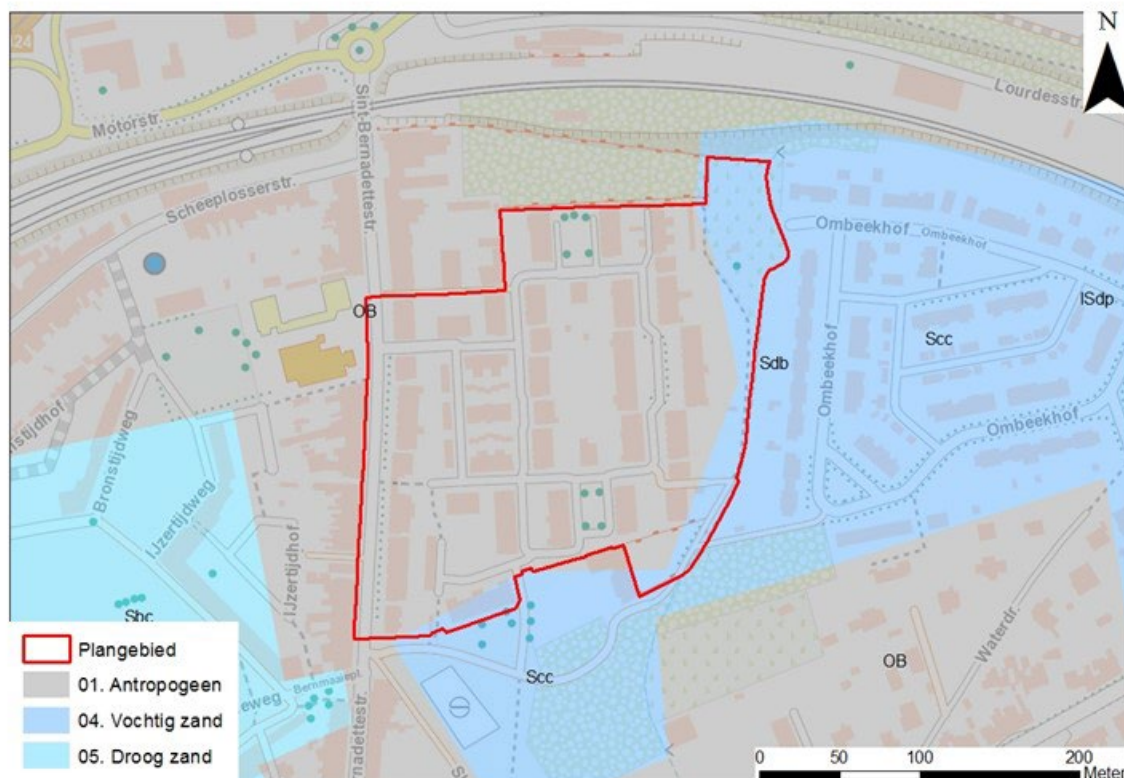 N
24
Motorstr.
Sint-Bernadettestr.
Lourdesstr.
Scheeplosserstr.
Ombeekhof
Ombeekhof
OB
lSdp
Scc
Sdb
Ombeekhof
Ombeekhof
Bronstijdweg
IJzertijdweg
IJzertijdhof
Sbc
Waterdr.
OB
Scc
Plangebied
01. Antropogeen
04. Vochtig zand
05. Droog zand
0 50 100 200
Meter